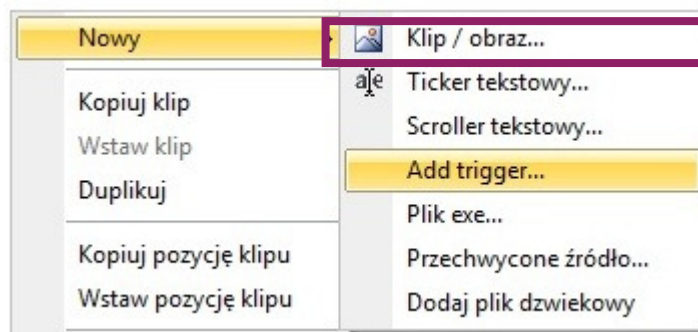 Nowy
Kopiuj klip
Wstaw klip
Duplikuj
Kopiuj pozycję klipu
Wstaw pozycję klipu
Klip / obraz...
Ticker tekstowy...
Scroller tekstowy...
Add trigger...
Plik exe...
Przechwycone źródło...
Dodaj plik dzwiekowy